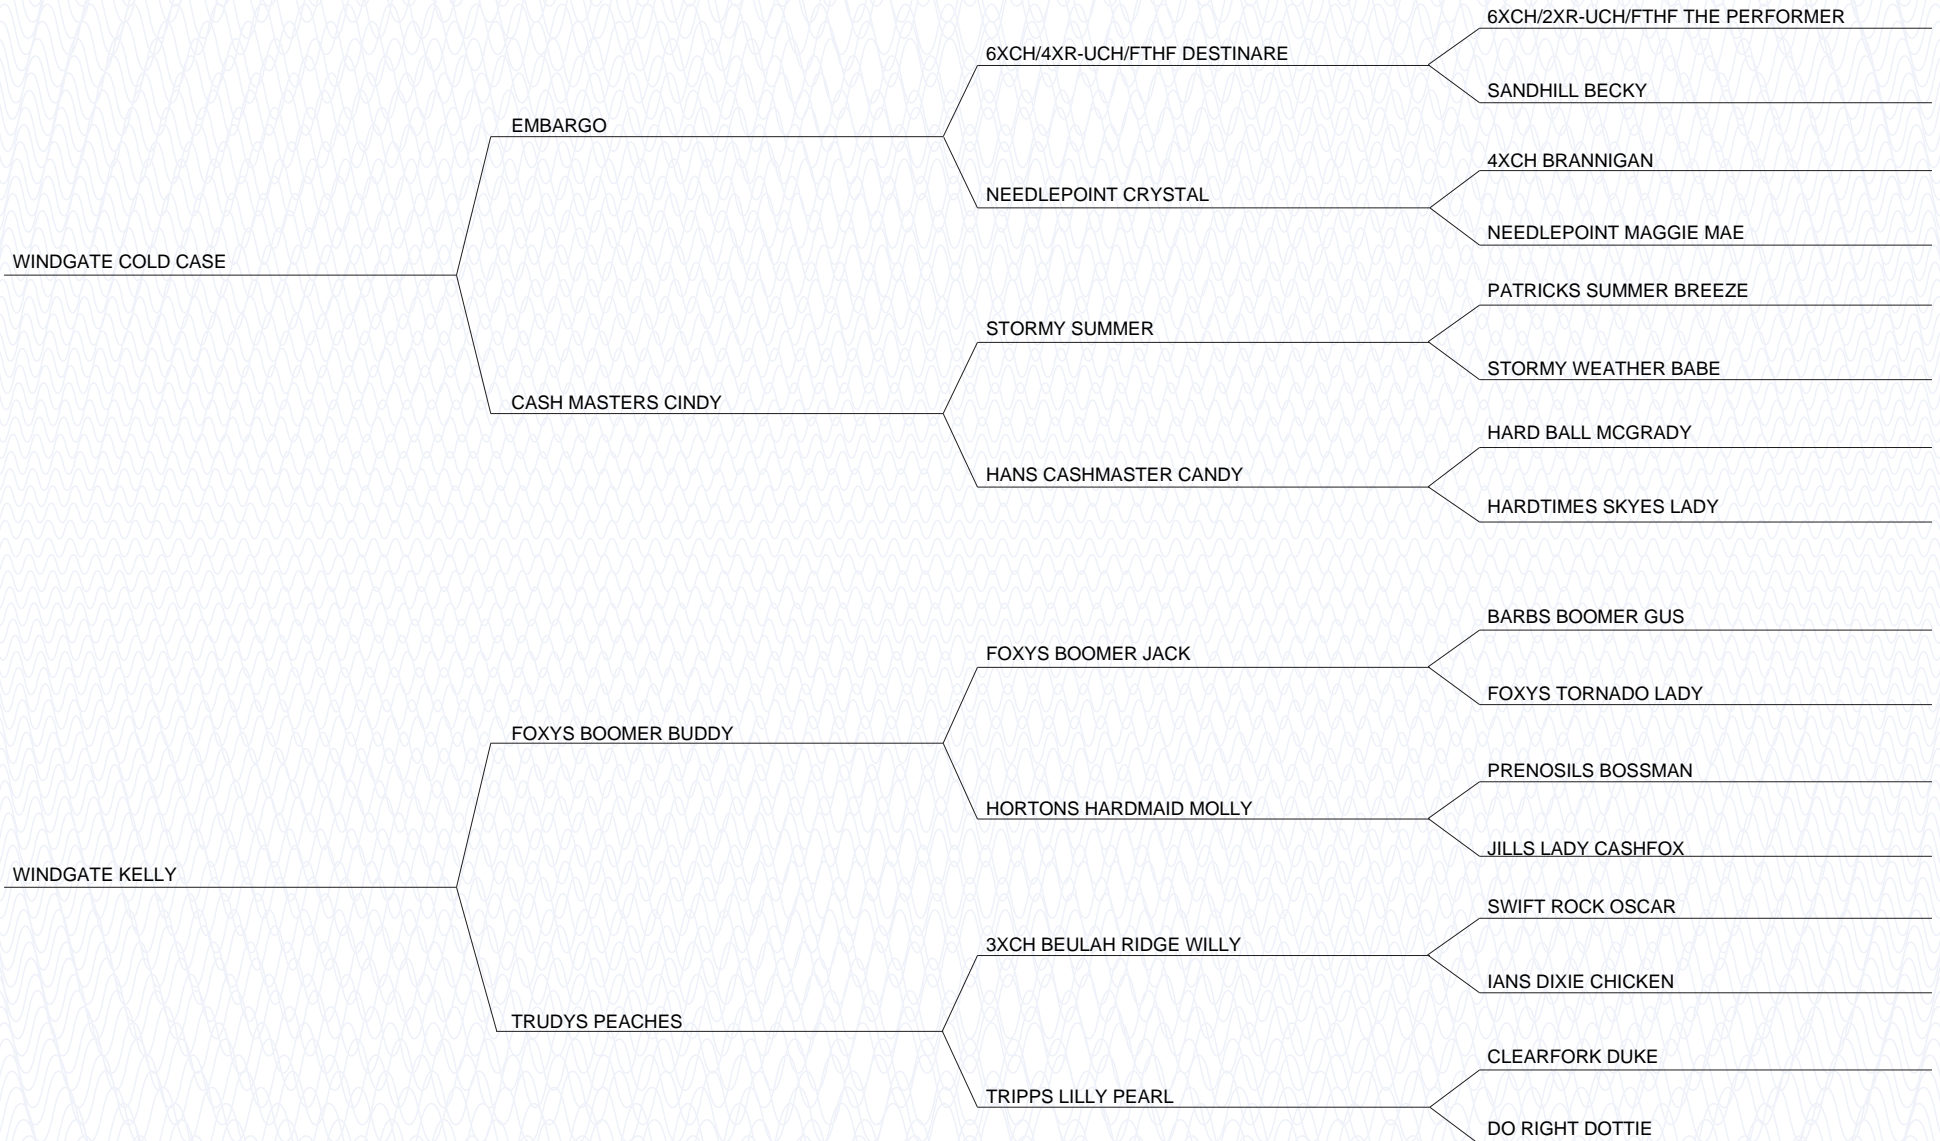 6XCH/2XR-UCH/FTHF THE PERFORMER
6XCH/4XR-UCH/FTHF DESTINARE
SANDHILL BECKY
EMBARGO
4XCH BRANNIGAN
NEEDLEPOINT CRYSTAL
NEEDLEPOINT MAGGIE MAE
WINDGATE COLD CASE
PATRICKS SUMMER BREEZE
STORMY SUMMER
STORMY WEATHER BABE
CASH MASTERS CINDY
HARD BALL MCGRADY
HANS CASHMASTER CANDY
HARDTIMES SKYES LADY
BARBS BOOMER GUS
FOXYS BOOMER JACK
FOXYS TORNADO LADY
FOXYS BOOMER BUDDY
PRENOSILS BOSSMAN
HORTONS HARDMAID MOLLY
JILLS LADY CASHFOX
WINDGATE KELLY
SWIFT ROCK OSCAR
3XCH BEULAH RIDGE WILLY
IANS DIXIE CHICKEN
TRUDYS PEACHES
CLEARFORK DUKE
TRIPPS LILLY PEARL
DO RIGHT DOTTIE